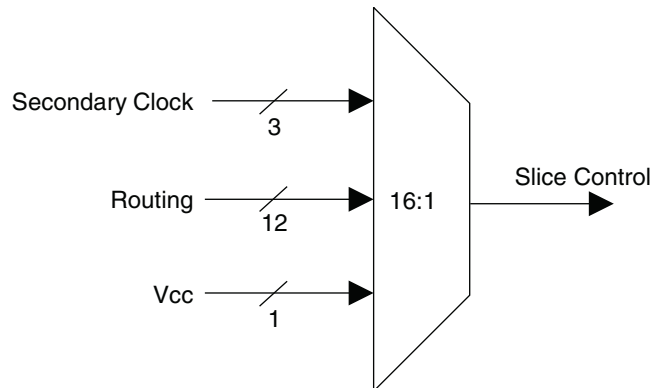 Secondary Clock
3
Routing
12
Vcc
1
16:1
Slice Control